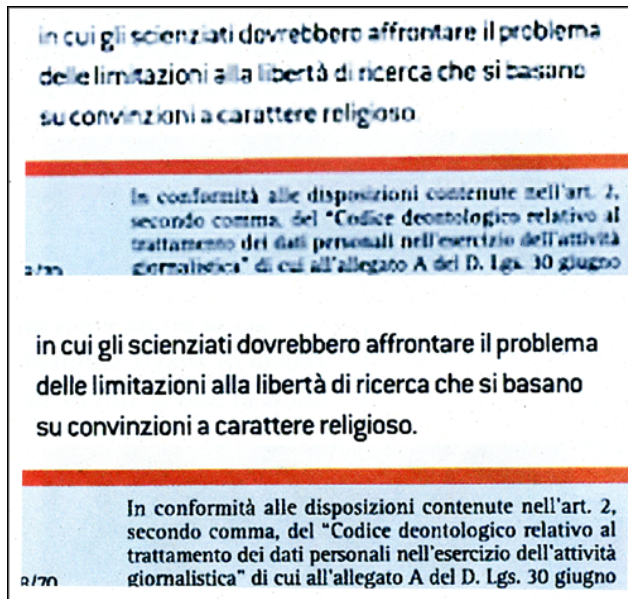 in cui gli scienziati dovrebbero affrontare il problema
delle limitazioni alla libertà di ricerca che si basano
su convinzioni a carattere religioso
In conformità alle disposizioni contenute nell'art. 2,
secondo comma, del "Codice deontologico relativo al
trattamento dei dati personali nell'esercizio dell'attività
giornalistica" di cui all'allegato A del D. Lgs. 30 giugno
in cui gli scienziati dovrebbero affrontare il problema
delle limitazioni alla libertà di ricerca che si basano
su convinzioni a carattere religioso.
In conformità alle disposizioni contenute nell'art. 2,
secondo comma, del "Codice deontologico relativo al
trattamento dei dati personali nell'esercizio dell'attività
giornalistica" di cui all'allegato A del D. Lgs. 30 giugno